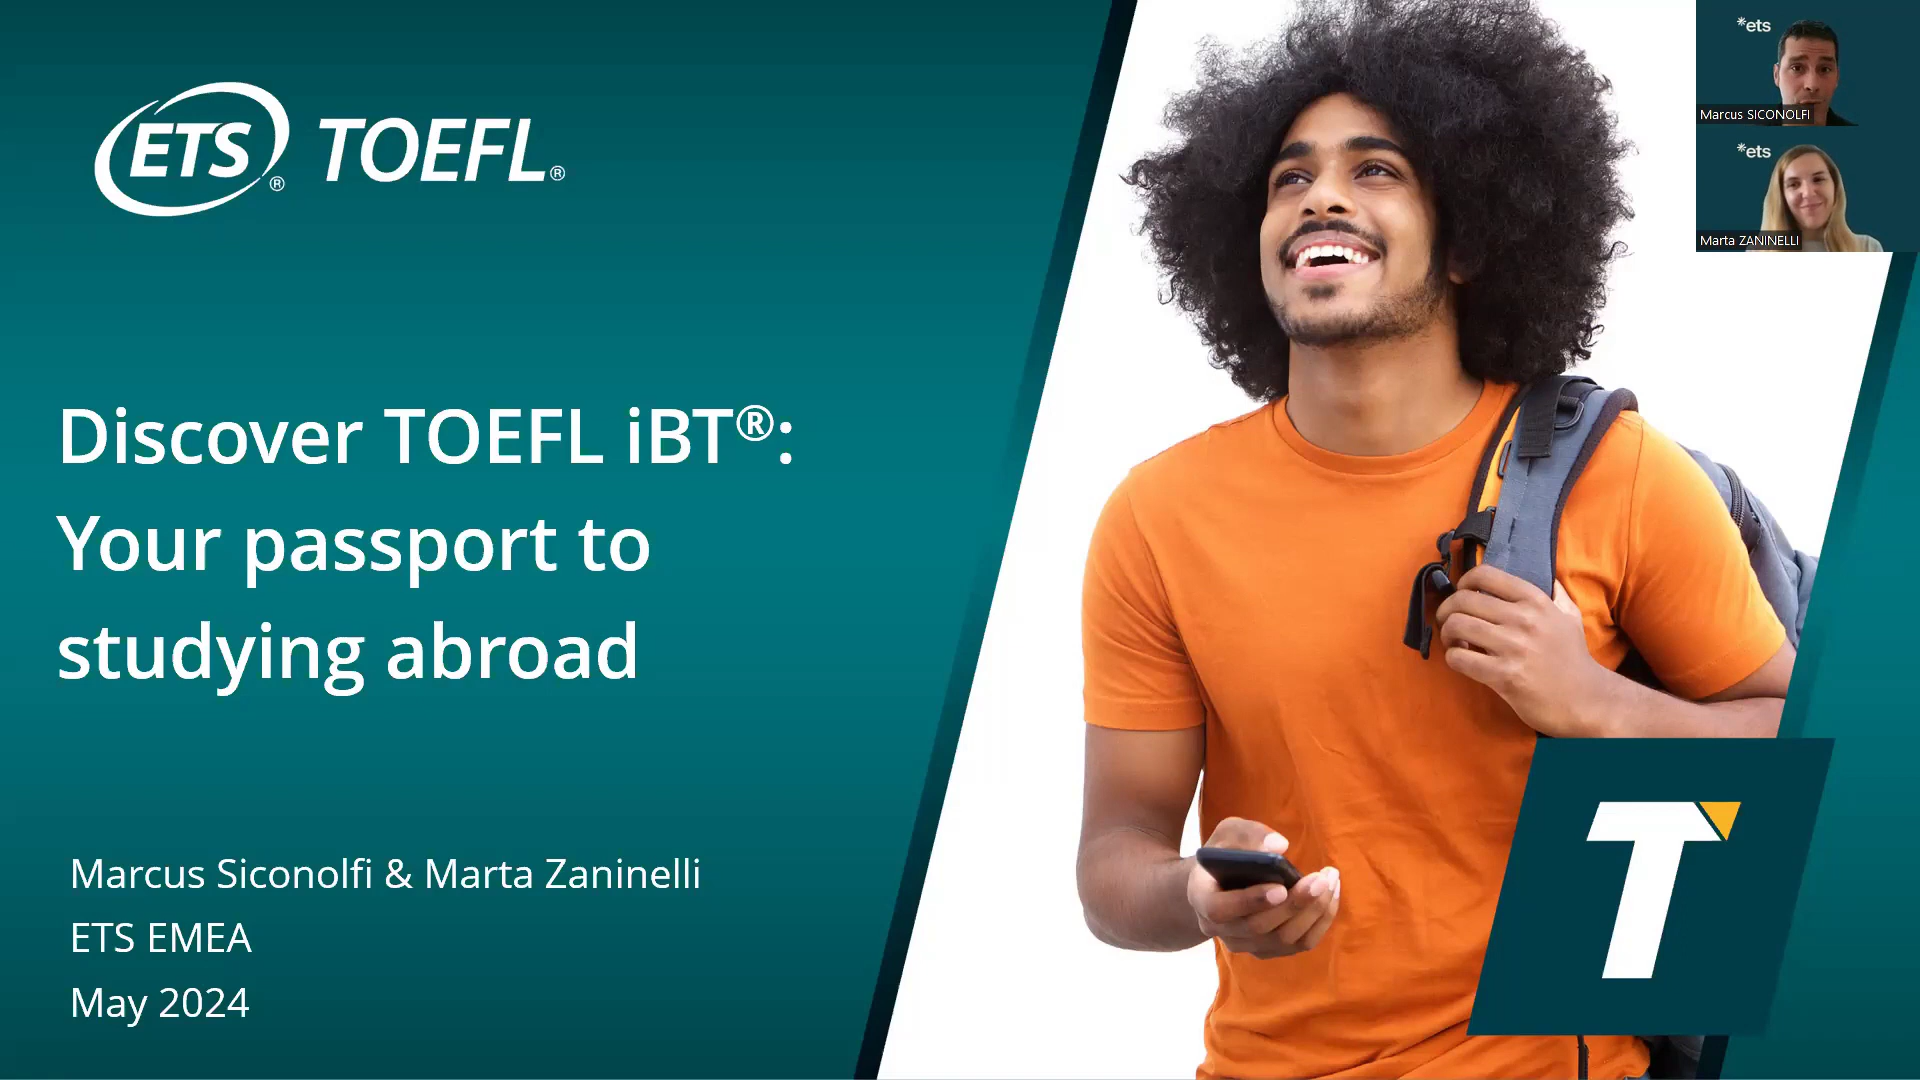 ETS® TOEFL®
Discover TOEFL iBT®:
Your passport to
studying abroad
Marcus Siconolfi & Marta Zaninelli
ETS EMEA
May 2024
*ets
Marcus SICONOLFI
*ets
Marta ZANINELLI
T